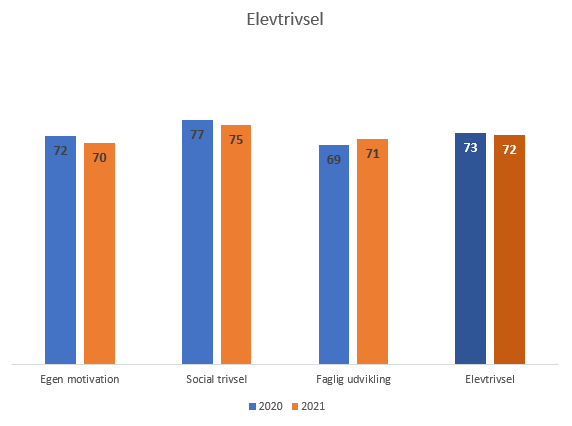 Elevtrivsel
72
70
77
75
69
71
73
72
Egen motivation
Social trivsel
Faglig udvikling
Elevtrivsel
2020
2021